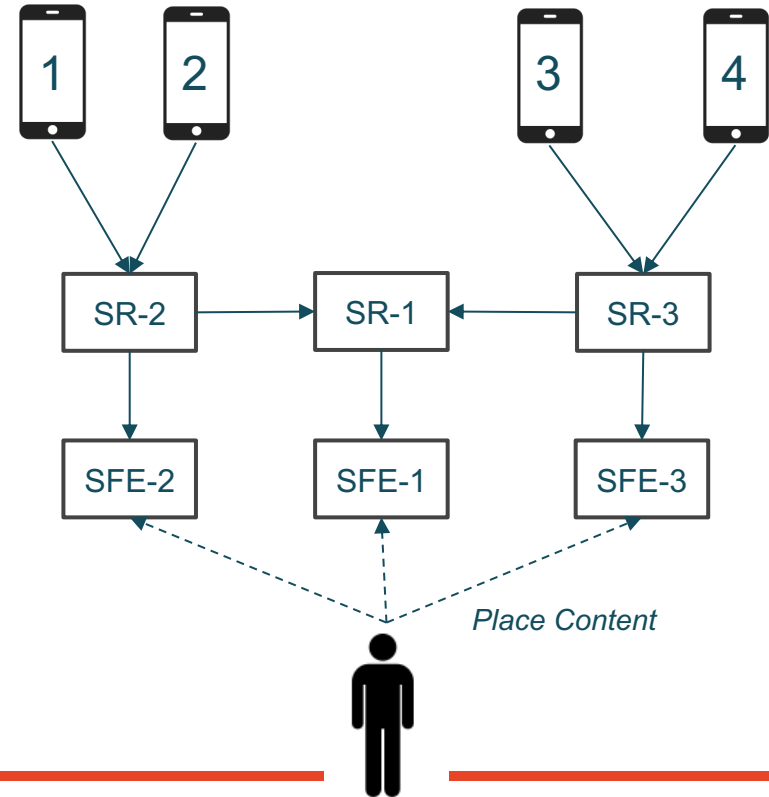 1
2
3
4
SR-2
SR-1
SR-3
SFE-2
SFE-1
SFE-3
Place Content